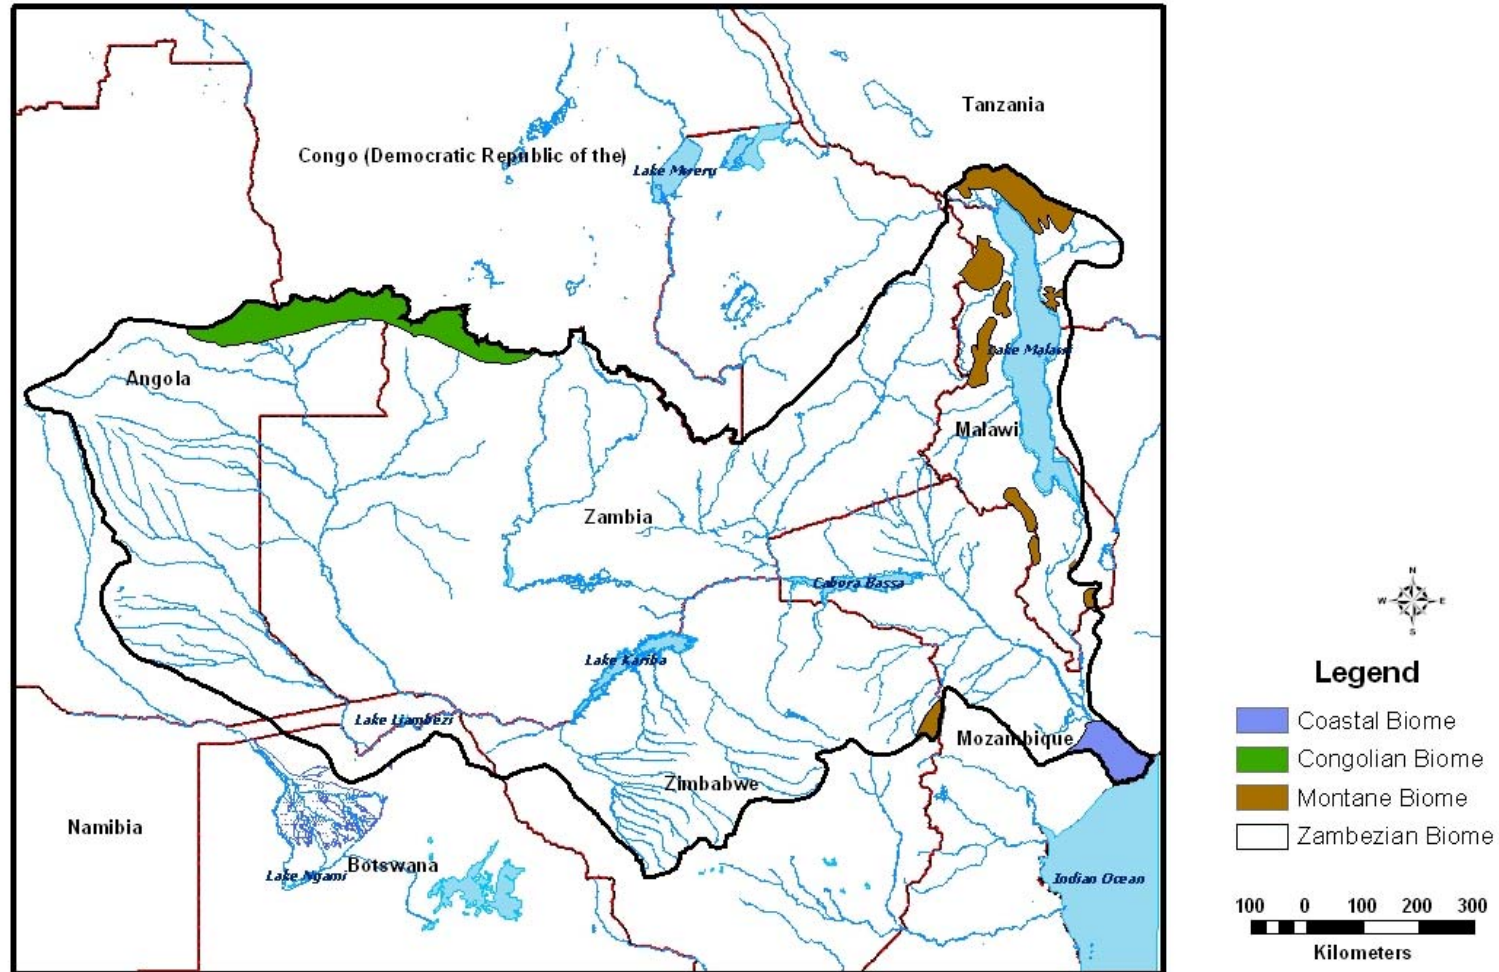 Tanzania
Congo (Democratic Republic of the)
Lake Mweru
Angola
Lake Malawi
Malawi
Zambia
Cabora Bassa
Lake Kariba
Lake Liambezi
Mozambique
Zimbabwe
Namibia
Botswana
Lake Ngami
Indian Ocean
N
W E
S
Legend
Coastal Biome
Congolian Biome
Montane Biome
Zambezian Biome
100 0 100 200 300
Kilometers